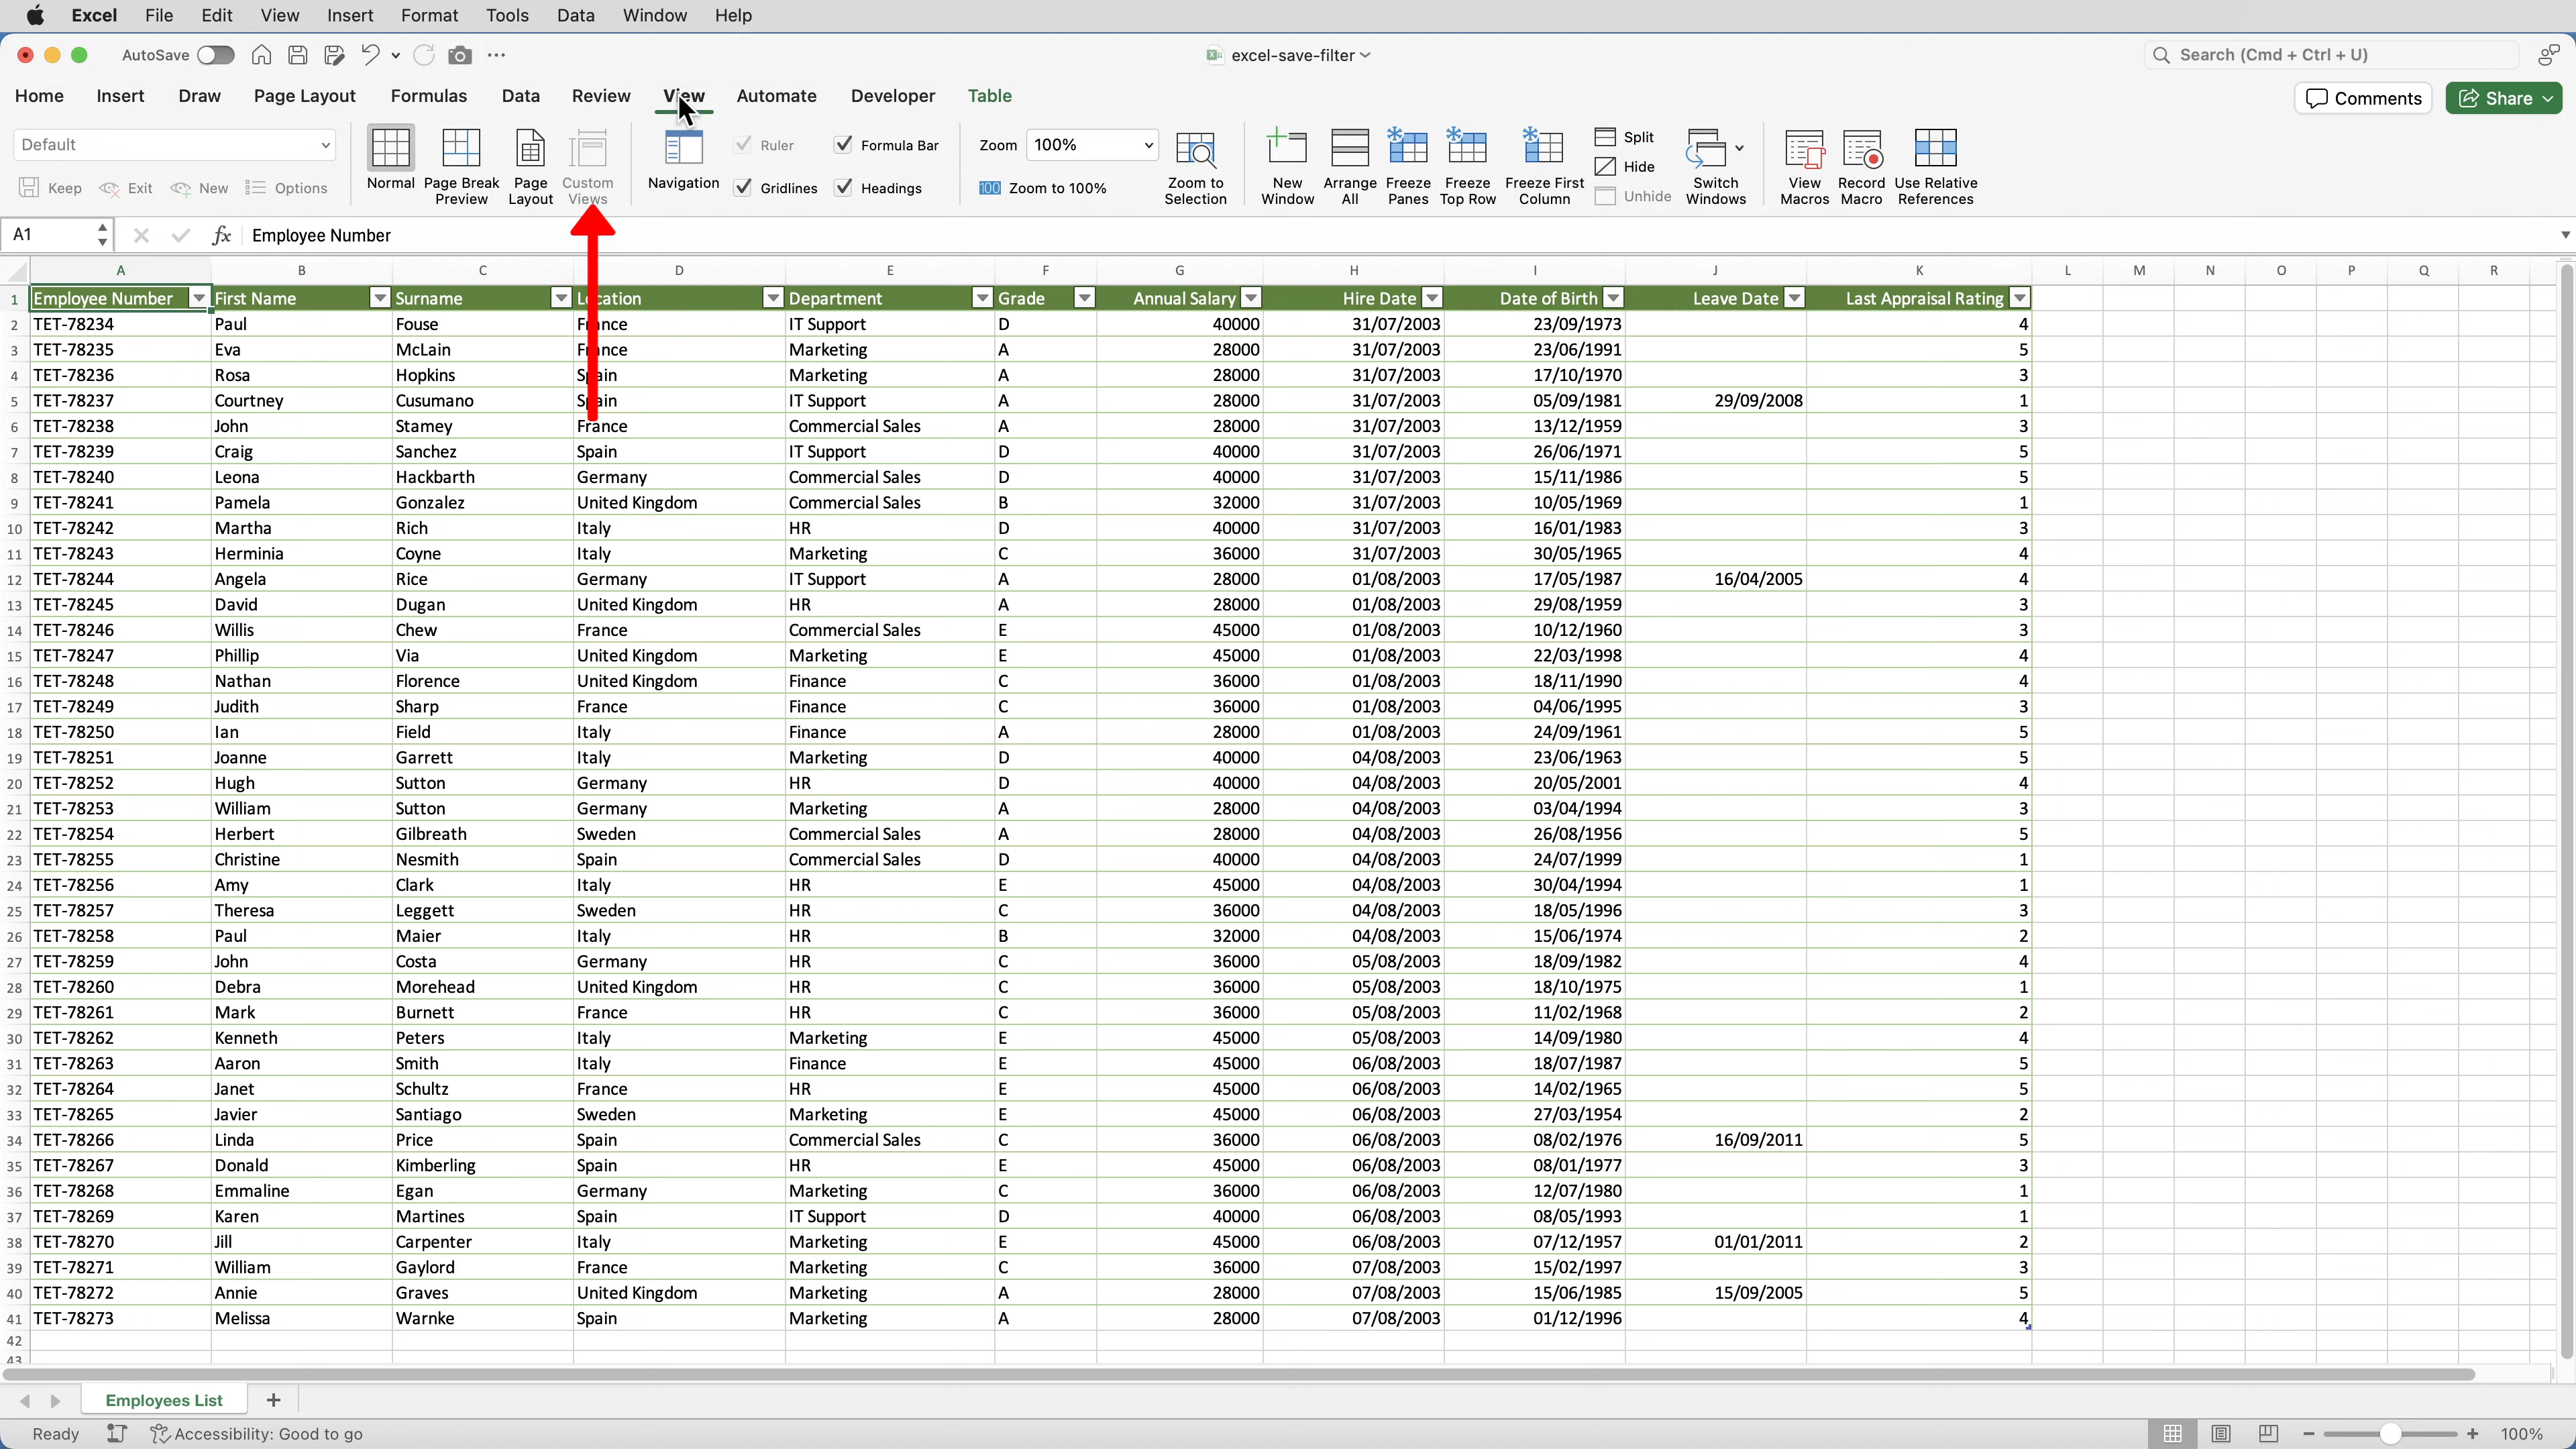 Excel File Edit View Insert Format Tools Data Window Help
AutoSave excel-save-filter Search (Cmd + Ctrl + U)
Home Insert Draw Page Layout Formulas Data Review View Automate Developer Table Comments Share
Default
Keep Exit New Options
Normal
Page Break Preview
Page Layout
Custom Views
Navigation
Ruler Formula Bar
Gridlines Headings
Zoom 100%
100 Zoom to 100%
Zoom to Selection
New Window
Arrange All
Freeze Panes
Freeze Top Row
Freeze First Column
Split
Hide
Unhide
Switch Windows
View Macros
Record Macro
Use Relative References
A1 fx Employee Number
A B C D E F G H I J K L M N O P Q R
1 Employee Number First Name Surname Location Department Grade Annual Salary Hire Date Date of Birth Leave Date Last Appraisal Rating
2 TET-78234 Paul Fouse France IT Support D 40000 31/07/2003 23/09/1973 4
3 TET-78235 Eva McLain France Marketing A 28000 31/07/2003 23/06/1991 5
4 TET-78236 Rosa Hopkins Spain Marketing A 28000 31/07/2003 17/10/1970 3
5 TET-78237 Courtney Cusumano Spain IT Support A 28000 31/07/2003 05/09/1981 29/09/2008 1
6 TET-78238 John Stamey France Commercial Sales A 28000 31/07/2003 13/12/1959 3
7 TET-78239 Craig Sanchez Spain IT Support D 40000 31/07/2003 26/06/1971 5
8 TET-78240 Leona Hackbarth Germany Commercial Sales D 40000 31/07/2003 15/11/1986 5
9 TET-78241 Pamela Gonzalez United Kingdom Commercial Sales B 32000 31/07/2003 10/05/1969 1
10 TET-78242 Martha Rich Italy HR D 40000 31/07/2003 16/01/1983 3
11 TET-78243 Herminia Coyne Italy Marketing C 36000 31/07/2003 30/05/1965 4
12 TET-78244 Angela Rice Germany IT Support A 28000 01/08/2003 17/05/1987 16/04/2005 4
13 TET-78245 David Dugan United Kingdom HR A 28000 01/08/2003 29/08/1959 3
14 TET-78246 Willis Chew France Commercial Sales E 45000 01/08/2003 10/12/1960 3
15 TET-78247 Phillip Via United Kingdom Marketing E 45000 01/08/2003 22/03/1998 4
16 TET-78248 Nathan Florence United Kingdom Finance C 36000 01/08/2003 18/11/1990 4
17 TET-78249 Judith Sharp France Finance C 36000 01/08/2003 04/06/1995 3
18 TET-78250 Ian Field Italy Finance A 28000 01/08/2003 24/09/1961 5
19 TET-78251 Joanne Garrett Italy Marketing D 40000 04/08/2003 23/06/1963 5
20 TET-78252 Hugh Sutton Germany HR D 40000 04/08/2003 20/05/2001 4
21 TET-78253 William Sutton Germany Marketing A 28000 04/08/2003 03/04/1994 3
22 TET-78254 Herbert Gilbreath Sweden Commercial Sales A 28000 04/08/2003 26/08/1956 5
23 TET-78255 Christine Nesmith Spain Commercial Sales D 40000 04/08/2003 24/07/1999 1
24 TET-78256 Amy Clark Italy HR E 45000 04/08/2003 30/04/1994 1
25 TET-78257 Theresa Leggett Sweden HR C 36000 04/08/2003 18/05/1996 3
26 TET-78258 Paul Maier Italy HR B 32000 04/08/2003 15/06/1974 2
27 TET-78259 John Costa Germany HR C 36000 05/08/2003 18/09/1982 4
28 TET-78260 Debra Morehead United Kingdom HR C 36000 05/08/2003 18/10/1975 1
29 TET-78261 Mark Burnett France HR C 36000 05/08/2003 11/02/1968 2
30 TET-78262 Kenneth Peters Italy Marketing E 45000 05/08/2003 14/09/1980 4
31 TET-78263 Aaron Smith Italy Finance E 45000 06/08/2003 18/07/1987 5
32 TET-78264 Janet Schultz France HR E 45000 06/08/2003 14/02/1965 5
33 TET-78265 Javier Santiago Sweden Marketing E 45000 06/08/2003 27/03/1954 2
34 TET-78266 Linda Price Spain Commercial Sales C 36000 06/08/2003 08/02/1976 16/09/2011 5
35 TET-78267 Donald Kimberling Spain HR E 45000 06/08/2003 08/01/1977 3
36 TET-78268 Emmaline Egan Germany Marketing C 36000 06/08/2003 12/07/1980 1
37 TET-78269 Karen Martines Spain IT Support D 40000 06/08/2003 08/05/1993 1
38 TET-78270 Jill Carpenter Italy Marketing E 45000 06/08/2003 07/12/1957 01/01/2011 2
39 TET-78271 William Gaylord France Marketing C 36000 07/08/2003 15/02/1997 3
40 TET-78272 Annie Graves United Kingdom Marketing A 28000 07/08/2003 15/06/1985 15/09/2005 5
41 TET-78273 Melissa Warnke Spain Marketing A 28000 07/08/2003 01/12/1996 4
42
43
Employees List +
Ready Accessibility: Good to go 100%